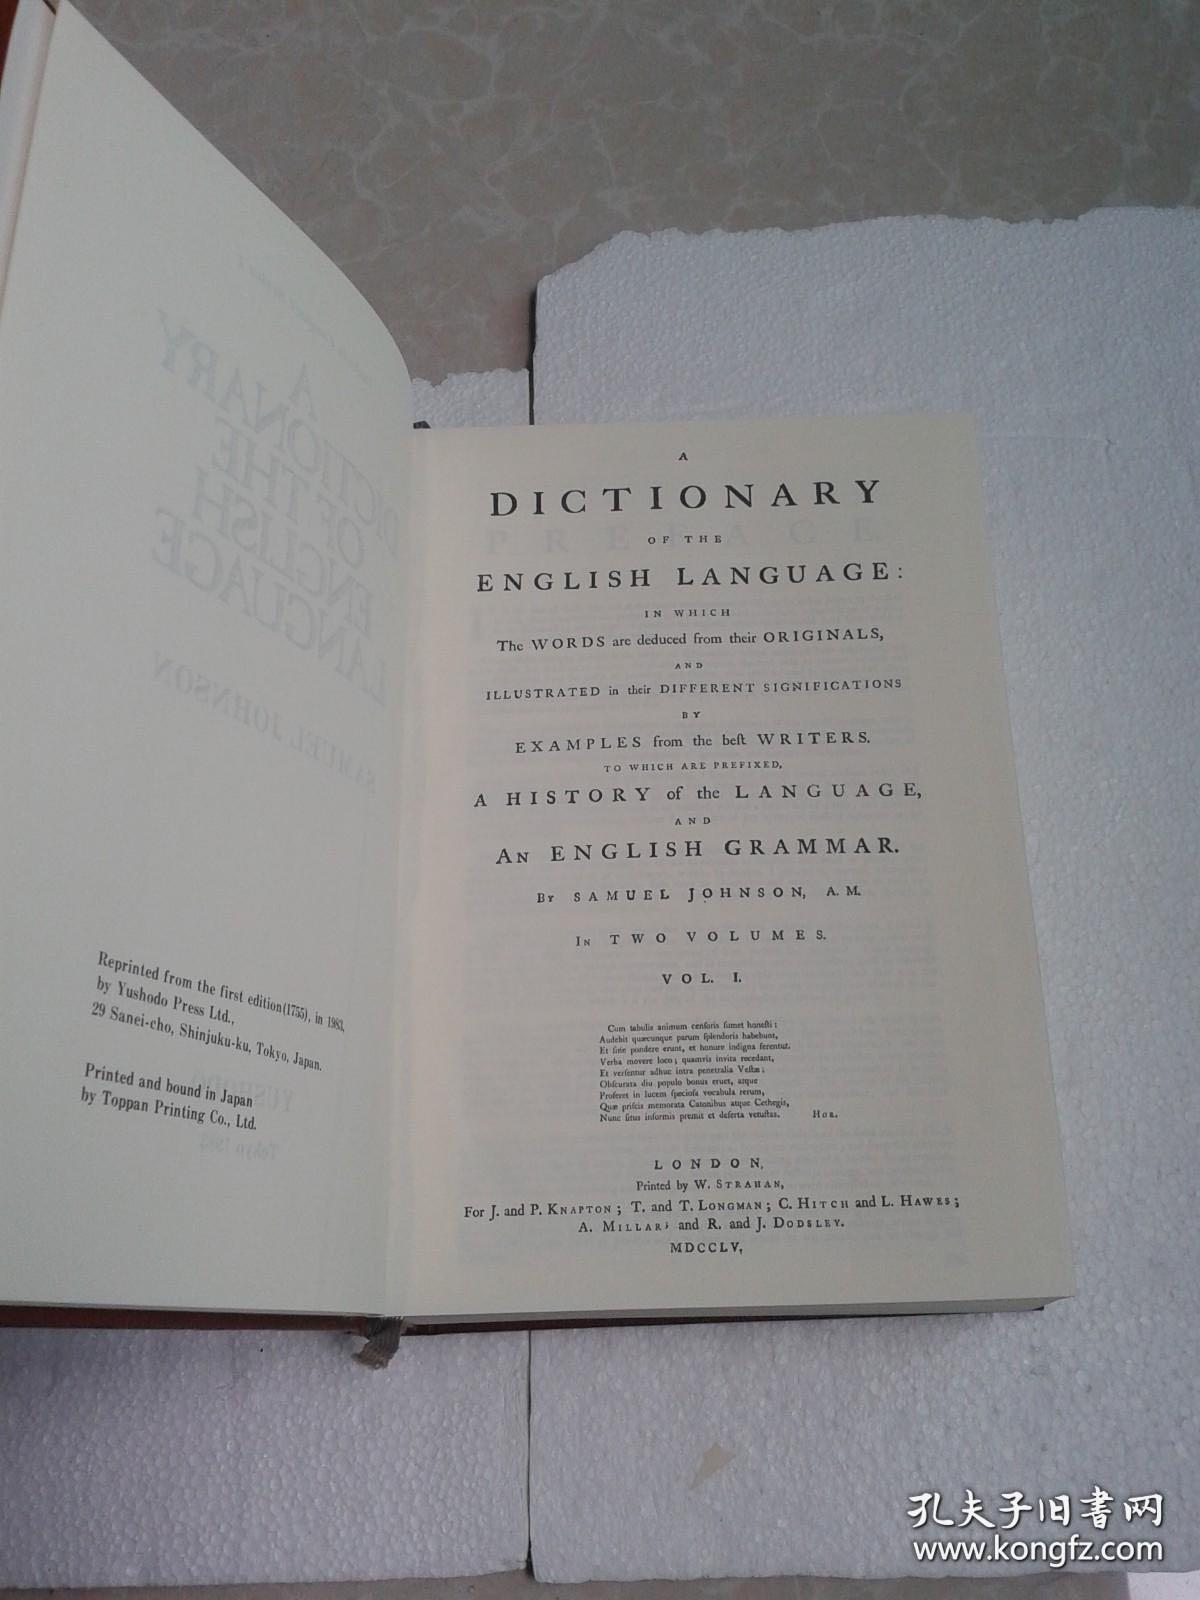 Reprinted from the first edition(1755), in 1983,
by Yushodo Press Ltd.,
29 Sanei-cho, Shinjuku-ku, Tokyo, Japan.
Printed and bound in Japan
by Toppan Printing Co., Ltd.
A
DICTIONARY
OF THE
ENGLISH LANGUAGE:
IN WHICH
The WORDS are deduced from their ORIGINALS,
AND
ILLUSTRATED in their DIFFERENT SIGNIFICATIONS
BY
EXAMPLES from the beſt WRITERS.
TO WHICH ARE PREFIXED,
A HISTORY of the LANGUAGE,
AND
AN ENGLISH GRAMMAR.
BY SAMUEL JOHNSON, A.M.
IN TWO VOLUMES.
VOL. I.
Cum tabulis animum cenſoris ſumet honeſti:
Audebit quæcunque parum ſplendoris habebunt,
Et ſine pondere erunt, et honore indigna ferentur.
Verba movere loco; quamvis invita recedant,
Et verſentur adhuc intra penetralia Veſtæ:
Obſcurata diu populo bonus eruet, atque
Proferet in lucem ſpecioſa vocabula rerum,
Quæ priſcis memorata Catonibus atque Cethegis,
Nunc ſitus informis premit et deſerta vetuſtas. HOR.
LONDON,
Printed by W. STRAHAN,
For J. and P. KNAPTON; T. and T. LONGMAN; C. HITCH and L. HAWES;
A. MILLAR; and R. and J. DODSLEY.
MDCCLV,
孔夫子旧书网
www.kongfz.com